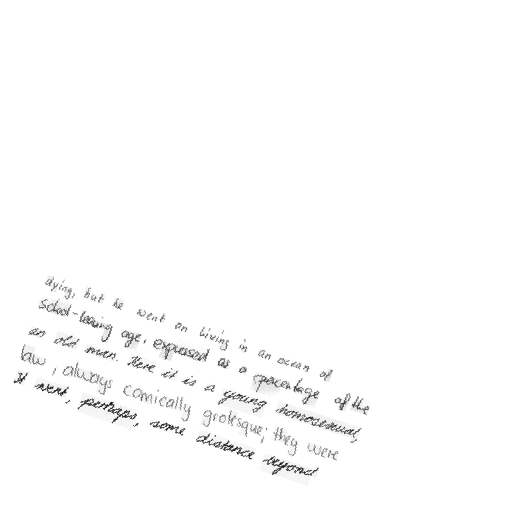 dying, but he went on living in an ocean of
school-leaving age, expressed as a percentage of the
an old man. Here it is a young homosexual,
law, always comically grotesque; they were
It went, perhaps, some distance beyond